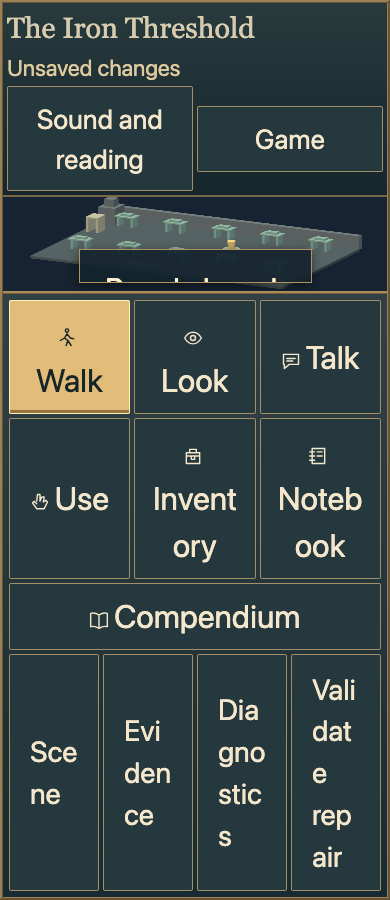 The Iron Threshold
Unsaved changes
Sound and
reading
Game
Walk
Look
Talk
Use
Invent
ory
Noteb
ook
Compendium
Sce
ne
Evi
den
ce
Dia
gno
stic
s
Vali
dat
e
rep
air